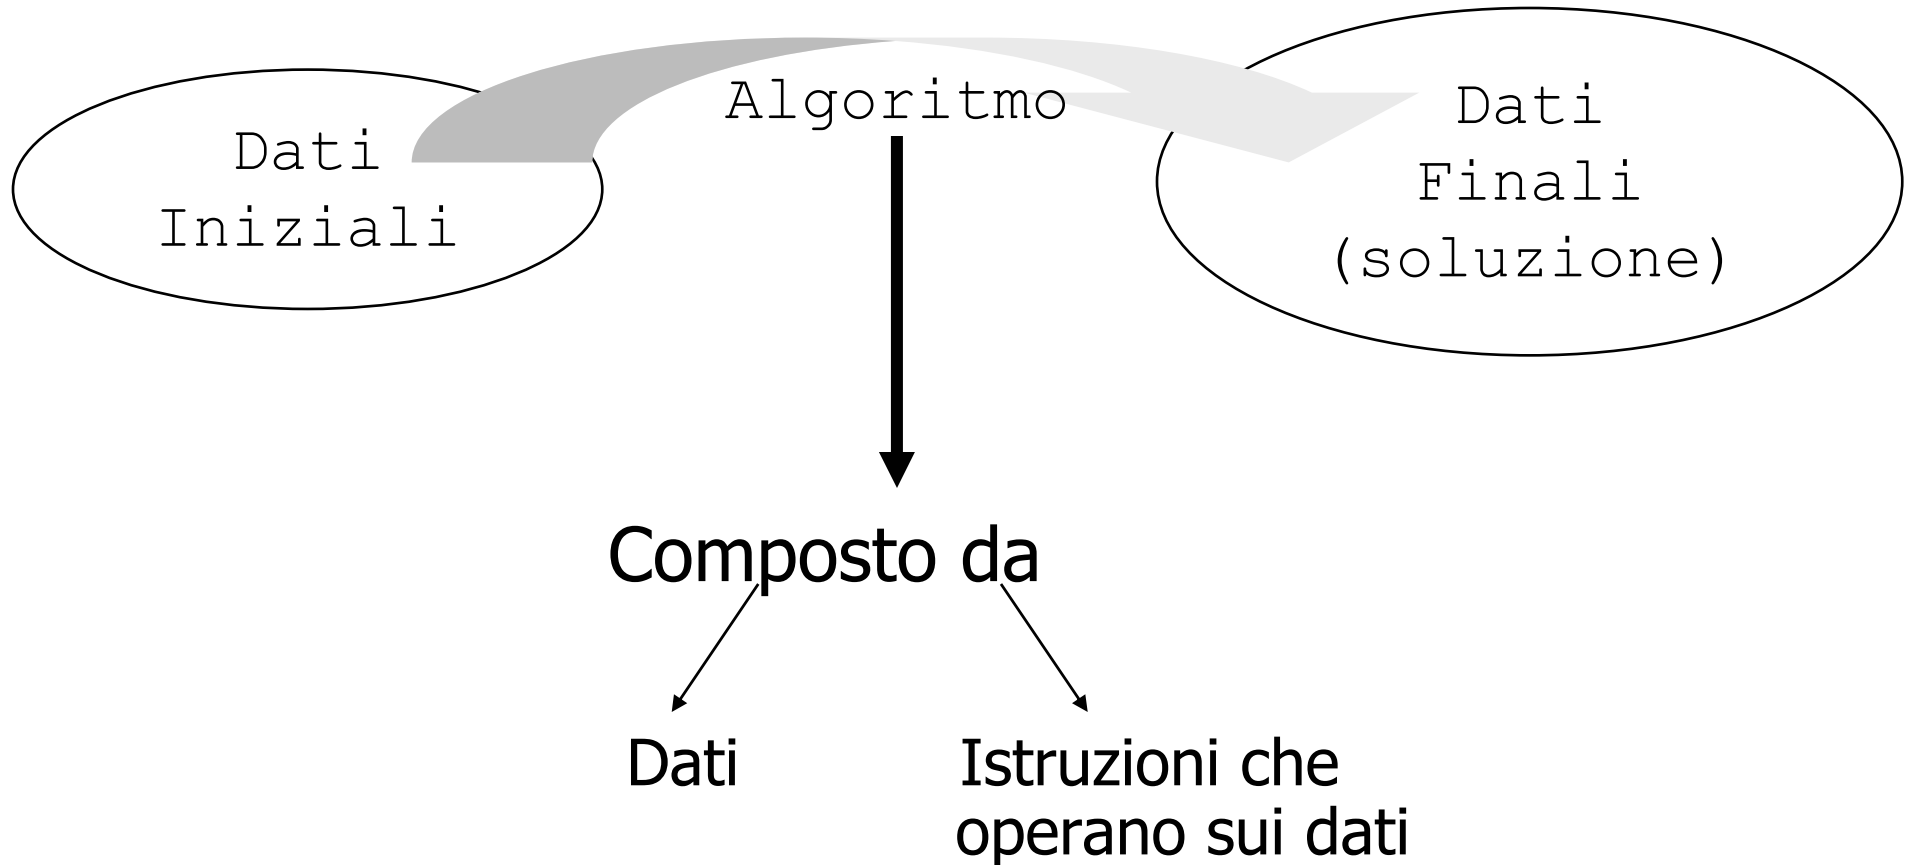 Dati
Iniziali
Algoritmo
Dati
Finali
(soluzione)
Composto da
Dati
Istruzioni che
operano sui dati